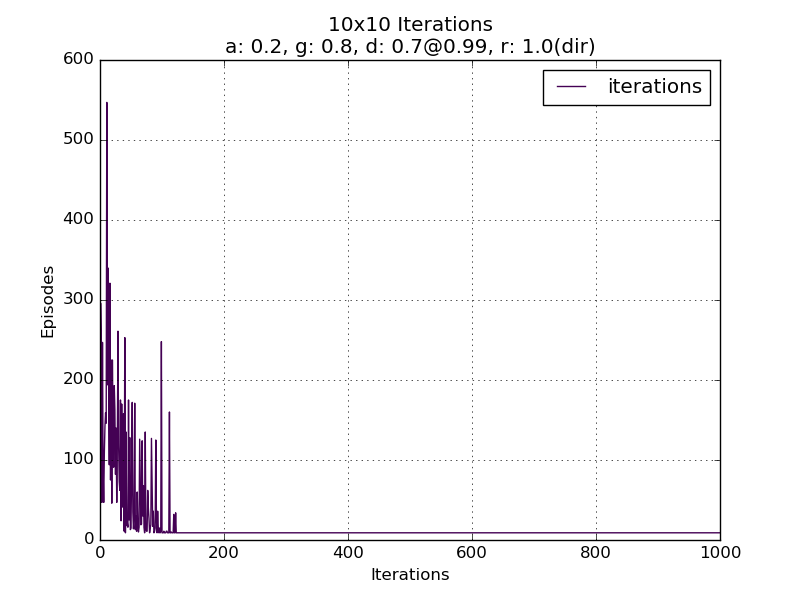 10x10 Iterations
a: 0.2, g: 0.8, d: 0.7@0.99, r: 1.0(dir)
600
iterations
500
400
300
200
100
0
Episodes
0 200 400 600 800 1000
Iterations